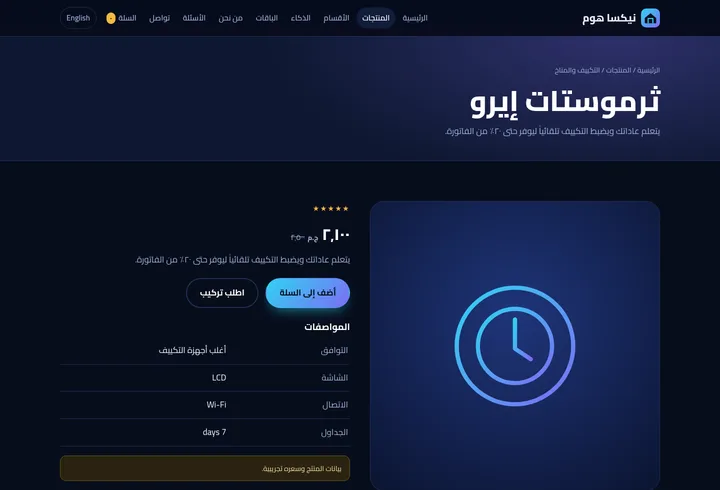 نيكسا هوم
الرئيسية المنتجات الأقسام الذكاء الباقات من نحن الأسئلة تواصل السلة ٠ English
الرئيسية / المنتجات / التكييف والمناخ
ثرموستات إيرو
يتعلم عاداتك ويضبط التكييف تلقائياً ليوفر حتى ٢٠٪ من الفاتورة.
★★★★★
٢٬١٠٠ ج.م
يتعلم عاداتك ويضبط التكييف تلقائياً ليوفر حتى ٢٠٪ من الفاتورة.
أضف إلى السلة اطلب تركيب
المواصفات
التوافق أغلب أجهزة التكييف
الشاشة LCD
الاتصال Wi-Fi
الجداول 7 days
بيانات المنتج وسعره تجريبية.